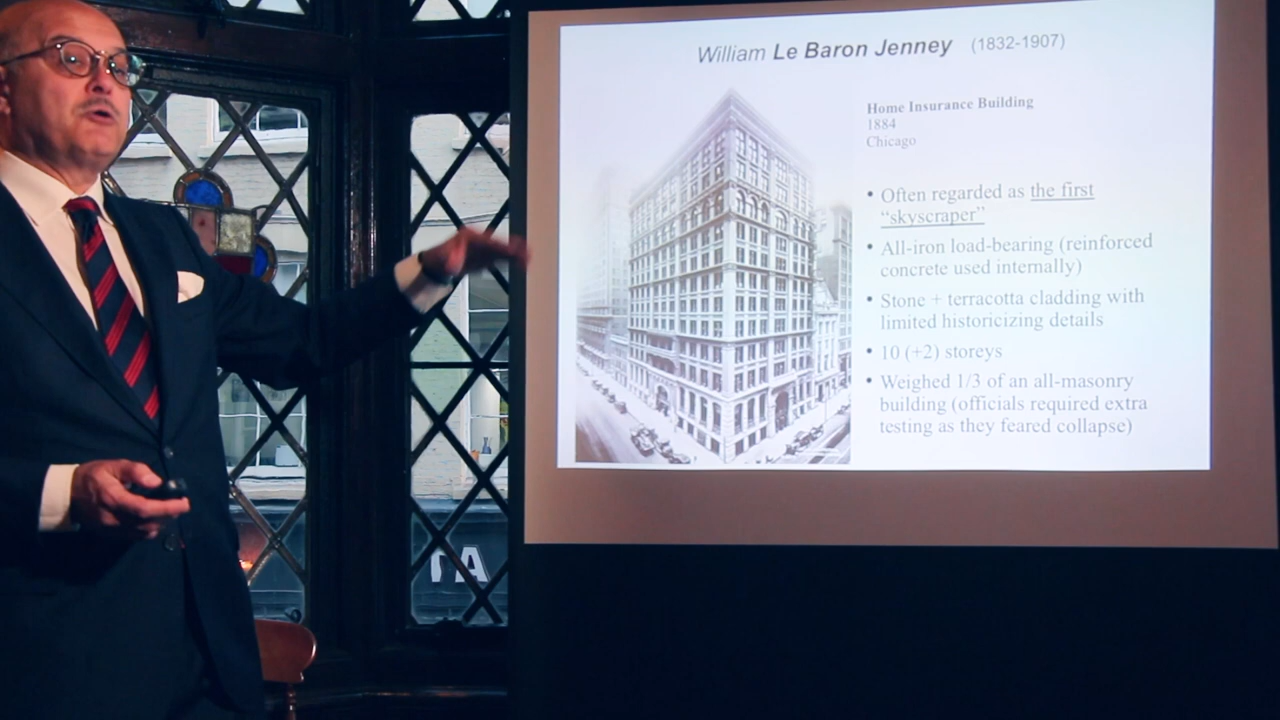 William Le Baron Jenney (1832-1907)
Home Insurance Building
1884
Chicago
• Often regarded as the first
“skyscraper”
• All-iron load-bearing (reinforced
concrete used internally)
• Stone + terracotta cladding with
limited historicizing details
• 10 (+2) storeys
• Weighed 1/3 of an all-masonry
building (officials required extra
testing as they feared collapse)